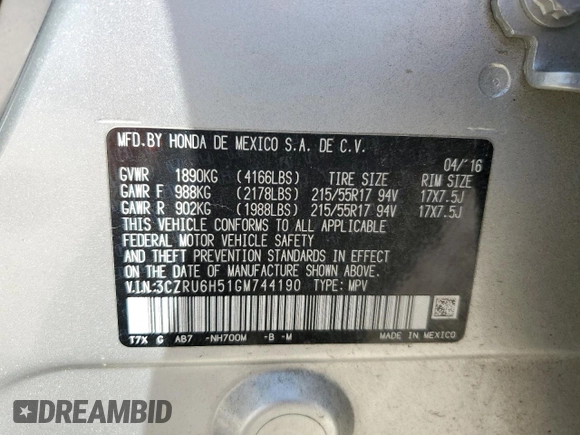 MFD.BY HONDA DE MEXICO S.A. DE C.V.
04/'16
GVWR 1890KG (4166LBS) TIRE SIZE RIM SIZE
GAWR F 988KG (2178LBS) 215/55R17 94V 17X7.5J
GAWR R 902KG (1988LBS) 215/55R17 94V 17X7.5J
THIS VEHICLE CONFORMS TO ALL APPLICABLE
FEDERAL MOTOR VEHICLE SAFETY
AND THEFT PREVENTION STANDARDS IN EFFECT
ON THE DATE OF MANUFACTURE SHOWN ABOVE.
V.I.N.:3CZRU6H51GM744190 TYPE: MPV
T7X G AB7 -NH700M -B -M
MADE IN MEXICO
DREAMBID